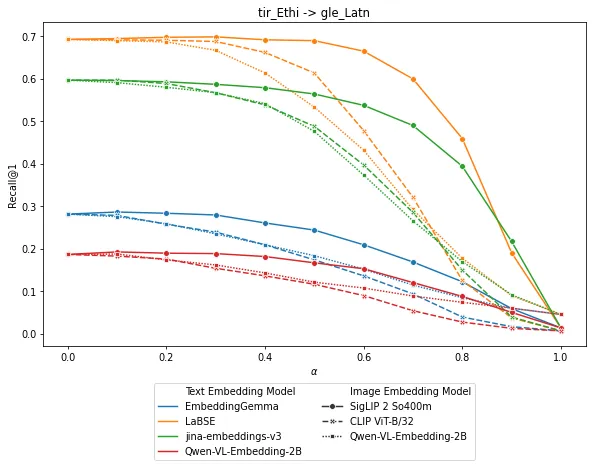 tir_Ethi -> gle_Latn
Recall@1
0.7
0.6
0.5
0.4
0.3
0.2
0.1
0.0
0.0 0.2 0.4 0.6 0.8 1.0
α
Text Embedding Model Image Embedding Model
EmbeddingGemma SigLIP 2 So400m
LaBSE CLIP ViT-B/32
jina-embeddings-v3 Qwen-VL-Embedding-2B
Qwen-VL-Embedding-2B